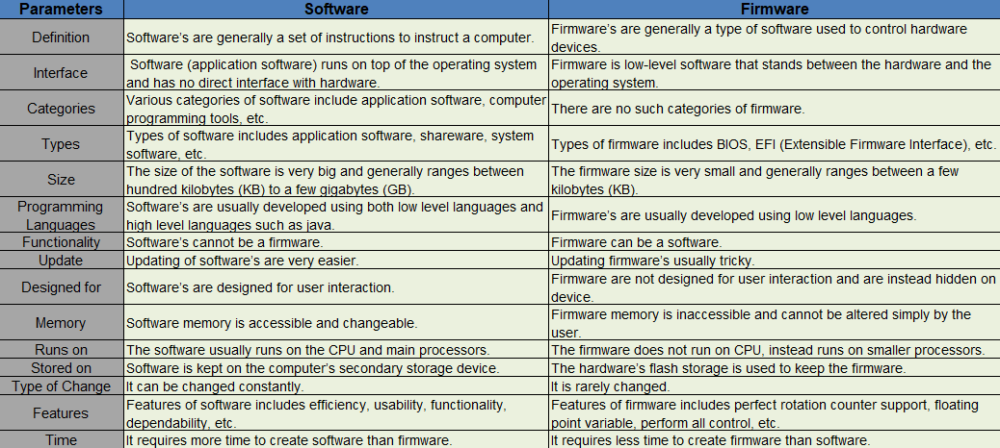 Parameters Software Firmware
Definition Software's are generally a set of instructions to instruct a computer. Firmware's are generally a type of software used to control hardware
devices.
Interface Software (application software) runs on top of the operating system
and has no direct interface with hardware. Firmware is low-level software that stands between the hardware and the
operating system.
Categories Various categories of software include application software, computer
programming tools, etc. There are no such categories of firmware.
Types Types of software includes application software, shareware, system
software, etc. Types of firmware includes BIOS, EFI (Extensible Firmware Interface), etc.
Size The size of the software is very big and generally ranges between
hundred kilobytes (KB) to a few gigabytes (GB). The firmware size is very small and generally ranges between a few
kilobytes (KB).
Programming
Languages Software's are usually developed using both low level languages and
high level languages such as java. Firmware's are usually developed using low level languages.
Functionality Software's cannot be a firmware. Firmware can be a software.
Update Updating of software's are very easier. Updating firmware's usually tricky.
Designed for Software's are designed for user interaction. Firmware are not designed for user interaction and are instead hidden on
device.
Memory Software memory is accessible and changeable. Firmware memory is inaccessible and cannot be altered simply by the
user.
Runs on The software usually runs on the CPU and main processors. The firmware does not run on CPU, instead runs on smaller processors.
Stored on Software is kept on the computer's secondary storage device. The hardware's flash storage is used to keep the firmware.
Type of Change It can be changed constantly. It is rarely changed.
Features Features of software includes efficiency, usability, functionality,
dependability, etc. Features of firmware includes perfect rotation counter support, floating
point variable, perform all control, etc.
Time It requires more time to create software than firmware. It requires less time to create firmware than software.